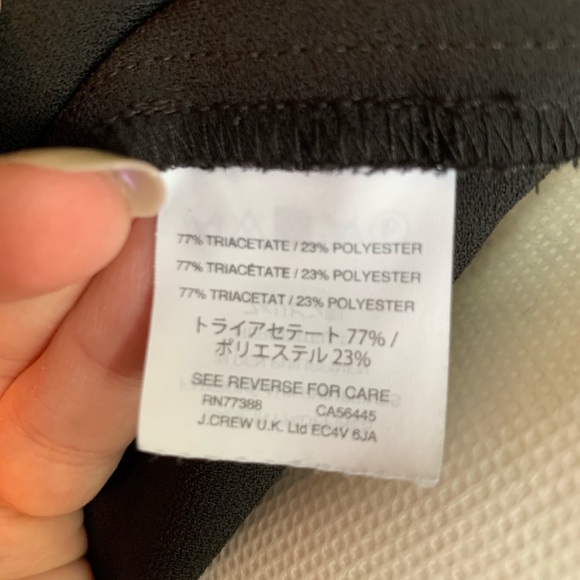 77% TRIACETATE / 23% POLYESTER
77% TRIACÉTATE / 23% POLYESTER
77% TRIACETAT / 23% POLYESTER
トライアセテート 77% /
ポリエステル 23%
SEE REVERSE FOR CARE
RN77388 CA56445
J.CREW U.K. Ltd EC4V 6JA